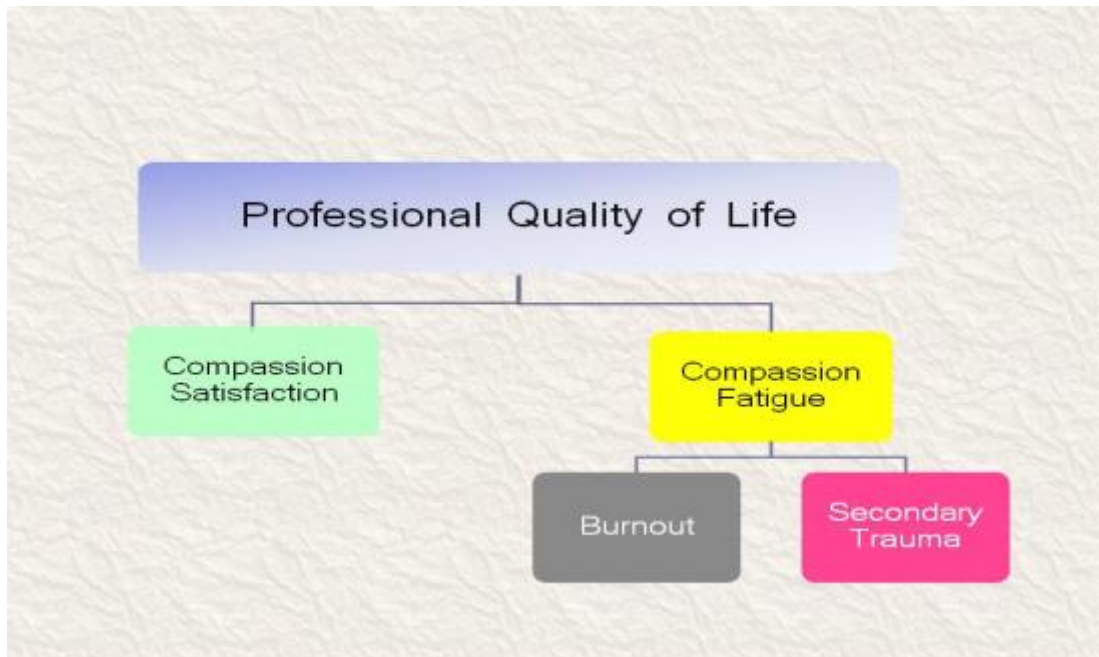 Professional Quality of Life
Compassion
Satisfaction
Compassion
Fatigue
Burnout
Secondary
Trauma